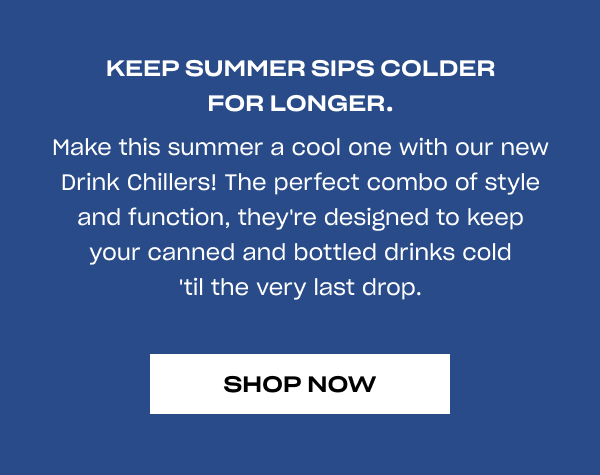 KEEP SUMMER SIPS COLDER
FOR LONGER.
Make this summer a cool one with our new
Drink Chillers! The perfect combo of style
and function, they're designed to keep
your canned and bottled drinks cold
'til the very last drop.
SHOP NOW